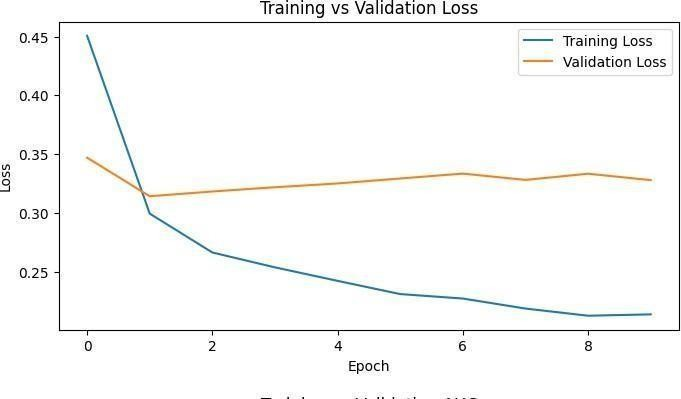 Training vs Validation Loss
0.45
Training Loss
Validation Loss
0.40
0.35
Loss
0.30
0.25
0 2 4 6 8
Epoch